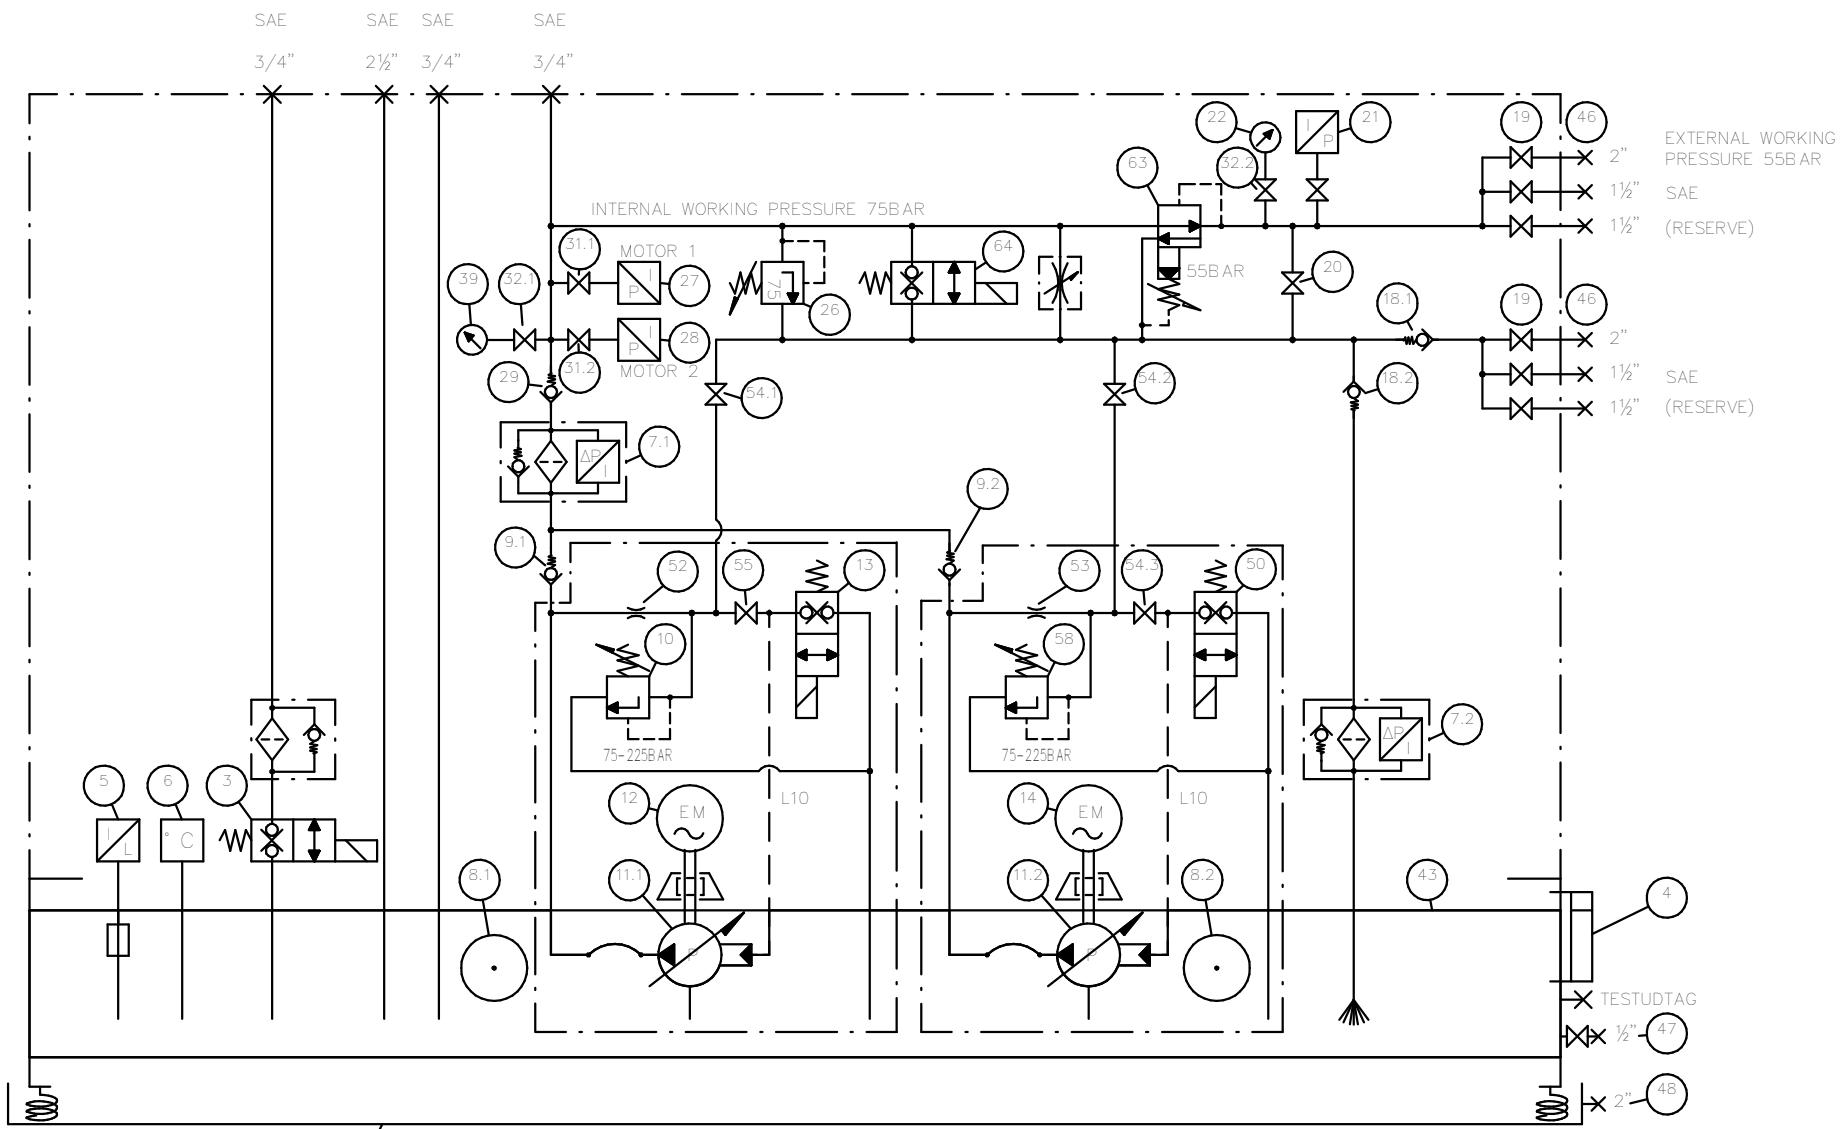 SAE SAE SAE SAE
3/4" 2½" 3/4" 3/4"
22 21 19 46
EXTERNAL WORKING
2" PRESSURE 55BAR
63 32.2
1½" SAE
INTERNAL WORKING PRESSURE 75BAR
1½" (RESERVE)
31.1 MOTOR 1 64
55BAR 20
39 32.1 I P 27 75 26
18.1 19 46
I P 28 2"
29 31.2 MOTOR 2
54.1 54.2 18.2 1½" SAE
1½" (RESERVE)
ΔP I 7.1
9.2
9.1
52 55 13 53 54.3 50
10 58
7.2
ΔP I
75-225BAR 75-225BAR
5 6 3
12 EM L10 14 EM L10
I L °C
8.1 11.1 11.2 8.2 43
4
P P
TESTUDTAG
½" 47
2" 48
I P